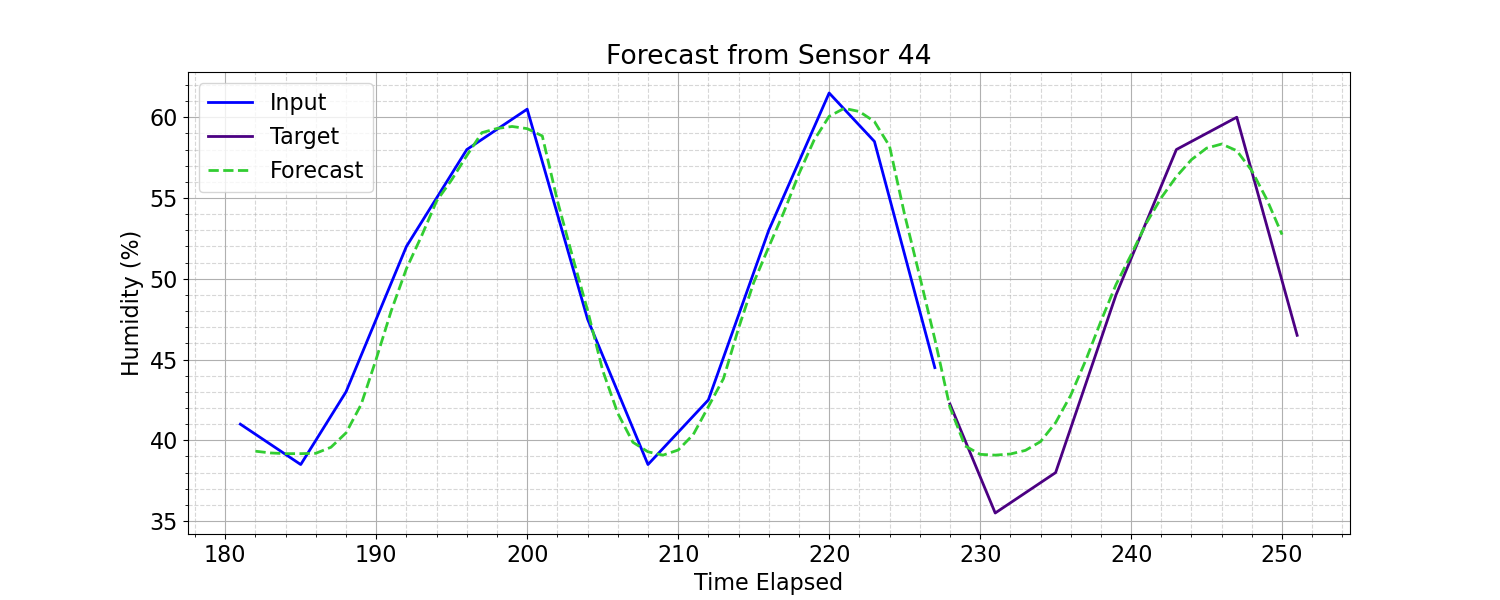 Forecast from Sensor 44
Input
Target
Forecast
Humidity (%)
60
55
50
45
40
35
180 190 200 210 220 230 240 250
Time Elapsed